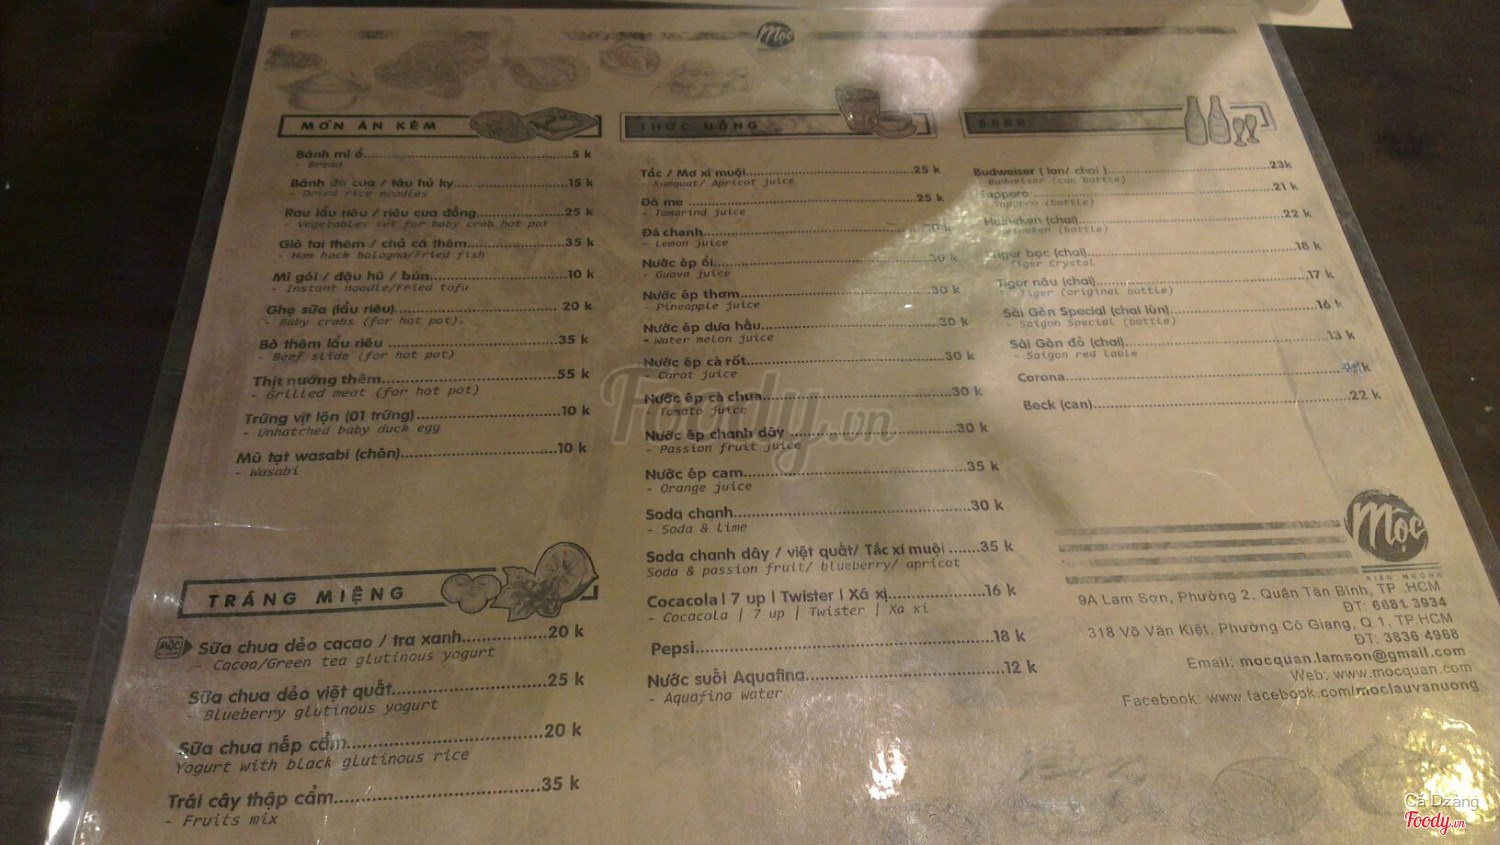 Mộc
MÓN ĂN KÈM
Bánh mì ổ 5 k
- Bread
Bánh đa cua / tàu hủ ky 15 k
- Dried rice noodles
Rau lẩu riêu / riêu cua đồng 25 k
- Vegetables set for baby crab hot pot
Giò tai thêm / chả cá thêm 35 k
- Ham hock bologna/Fried fish
Mì gói / đậu hũ / bún 10 k
- Instant noodle/Fried tofu
Ghẹ sữa (lẩu riêu) 20 k
- Baby crabs (for hot pot).
Bò thêm lẩu riêu 35 k
- Beef slide (for hot pot)
Thịt nướng thêm 55 k
- Grilled meat (for hot pot)
Trứng vịt lộn (01 trứng) 10 k
- Unhatched baby duck egg
Mù tạt wasabi (chén) 10 k
- Wasabi
TRÁNG MIỆNG
MỘC Sữa chua dẻo cacao / tra xanh 20 k
- Cacoa/Green tea glutinous yogurt
Sữa chua dẻo việt quất 25 k
- Blueberry glutinous yogurt
Sữa chua nếp cẩm 20 k
Yogurt with black glutinous rice
Trái cây thập cẩm 35 k
- Fruits mix
THỨC UỐNG
Tắc / Mơ xí muội 25 k
- Kumquat/ Apricot juice
Đá me 25 k
- Tamarind juice
Đá chanh k
- Lemon juice
Nước ép ổi 30 k
- Guava juice
Nước ép thơm 30 k
- Pineapple juice
Nước ép dưa hấu 30 k
- Water melon juice
Nước ép cà rốt 30 k
- Carot juice
Nước ép cà chua 30 k
- Tomato juice
Nước ép chanh dây 30 k
- Passion fruit juice
Nước ép cam 35 k
- Orange juice
Soda chanh 30 k
- Soda & lime
Soda chanh dây / việt quất/ Tắc xí muội 35 k
Soda & passion fruit/ blueberry/ apricot
Cocacola | 7 up | Twister | Xá xị 16 k
- Cocacola | 7 up | Twister | Xa xi
Pepsi 18 k
Nước suối Aquafina 12 k
- Aquafina water
BEER
Budweiser ( lon/ chai ) 23k
- Budweiser (can/bottle)
Sapporo 21 k
- Sapporo (bottle)
Heineken (chai) 22 k
- Heineken (bottle)
Tiger bạc (chai) 18 k
- Tiger Crystal
Tiger nâu (chai) 17 k
- Tiger (original bottle)
Sài Gòn Special (chai lùn) 16 k
- Saigon Special (bottle)
Sài Gòn đỏ (chai) 13 k
- Saigon red lable
Corona k
Beck (can) 22 k
Mộc
RIÊU NƯỚNG
9A Lam Sơn, Phường 2, Quận Tân Bình, TP .HCM
ĐT: 6681 3934
318 Võ Văn Kiệt, Phường Cô Giang, Q 1, TP.HCM
ĐT: 3836 4968
Email: mocquan.lamson@gmail.com
Web: www.mocquan.com
Facebook: www.facebook.com/moclauvanuong
Foody.vn
Cá Dzảng
Foody.vn